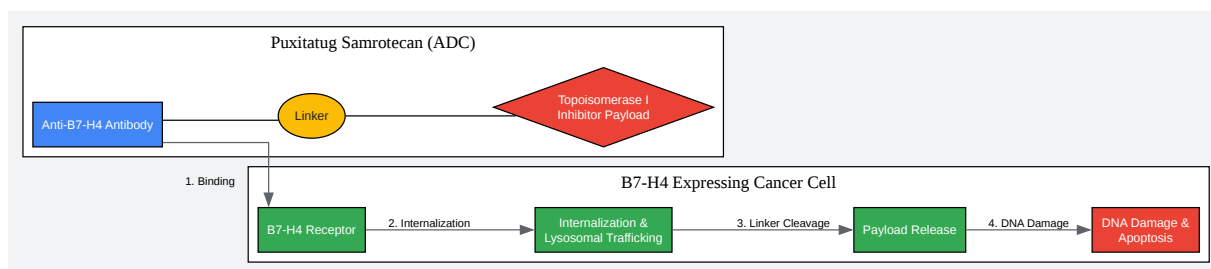 Puxitatug Samrotecan (ADC)
Anti-B7-H4 Antibody
Linker
Topoisomerase I
Inhibitor Payload
1. Binding
B7-H4 Expressing Cancer Cell
B7-H4 Receptor
2. Internalization
Internalization &
Lysosomal Trafficking
3. Linker Cleavage
Payload Release
4. DNA Damage
DNA Damage &
Apoptosis